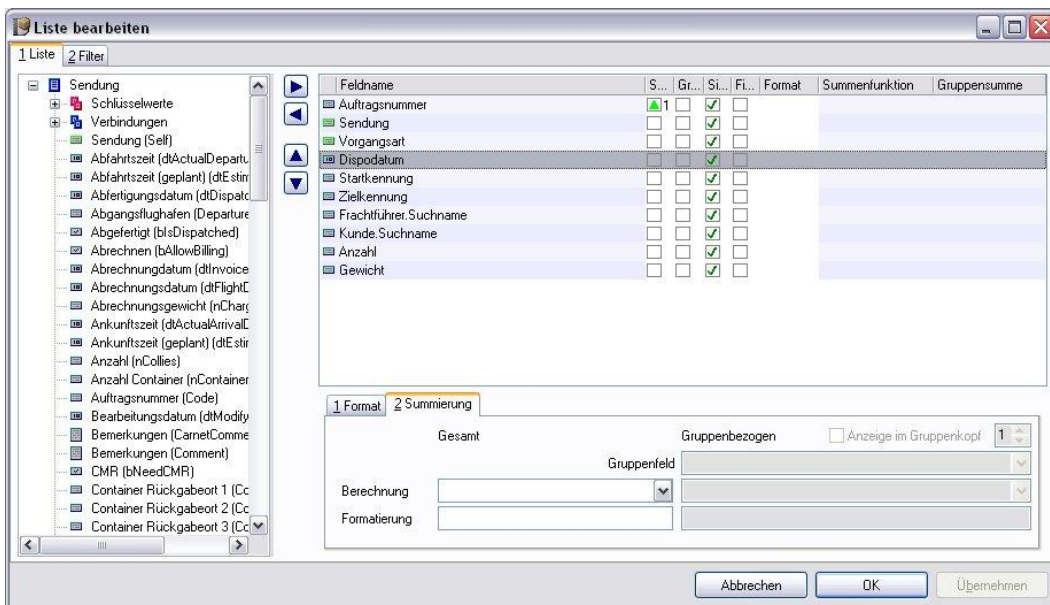 Liste bearbeiten
1 Liste 2 Filter
Sendung
Schlüsselwerte
Verbindungen
Sendung (Self)
Abfahrtszeit (dtActualDepartu
Abfahrtszeit (geplant) (dtEstim
Abfertigungsdatum (dtDispatc
Abgangsflughafen (Departure
Abgefertigt (bIsDispatched)
Abrechnen (bAllowBilling)
Abrechnungdatum (dtInvoice
Abrechnungsdatum (dtFlightD
Abrechnungsgewicht (nCharg
Ankunftszeit (dtActualArrivalD
Ankunftszeit (geplant) (dtEstim
Anzahl (nCollies)
Anzahl Container (nContainer
Auftragsnummer (Code)
Bearbeitungsdatum (dtModify
Bemerkungen (CarnetComme
Bemerkungen (Comment)
CMR (bNeedCMR)
Container Rückgabeort 1 (Cc
Container Rückgabeort 2 (Cc
Container Rückgabeort 3 (Cc
Feldname S... Gr... Si... Fi... Format Summenfunktion Gruppensumme
Auftragsnummer 1
Sendung
Vorgangsart
Dispodatum
Startkennung
Zielkennung
Frachtführer.Suchname
Kunde.Suchname
Anzahl
Gewicht
1 Format 2 Summierung
Gesamt Gruppenbezogen Anzeige im Gruppenkopf 1
Gruppenfeld
Berechnung
Formatierung
Abbrechen OK Übernehmen